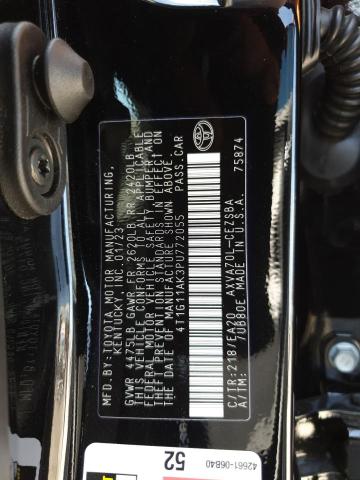 MFD.BY:TOYOTA MOTOR MANUFACTURING,
KENTUCKY, INC. 01/23
GVWR 4475LB GAWR FR 2620LB RR 2420LB
THIS VEHICLE CONFORMS TO ALL APPLICABLE
FEDERAL MOTOR VEHICLE SAFETY, BUMPER, AND
THEFT PREVENTION STANDARDS IN EFFECT ON
THE DATE OF MANUFACTURE SHOWN ABOVE.
4T1G11AK3PU772055 PASS.CAR
C/TR:218/EA20 AXVA70L-CEZSBA
A/TM: /UB80E MADE IN U.S.A. 75874
52
42661-06B40